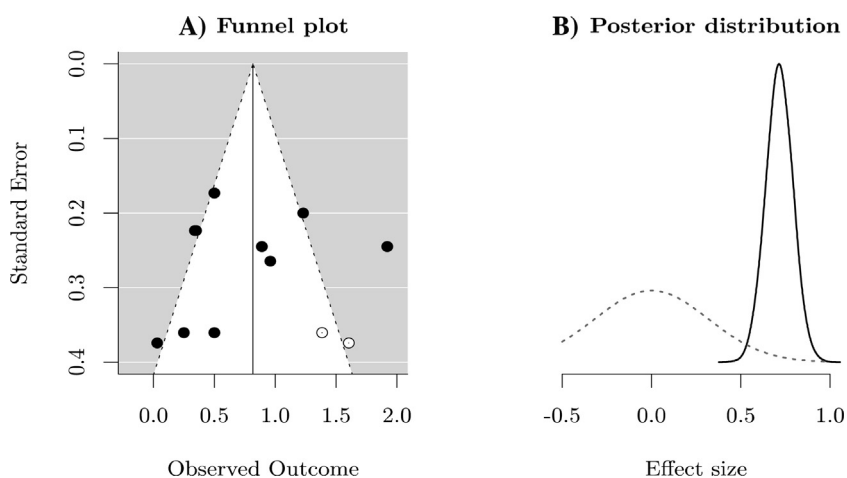 A) Funnel plot
Standard Error
0.0
0.1
0.2
0.3
0.4
0.0 0.5 1.0 1.5 2.0
Observed Outcome
B) Posterior distribution
-0.5 0.0 0.5 1.0
Effect size